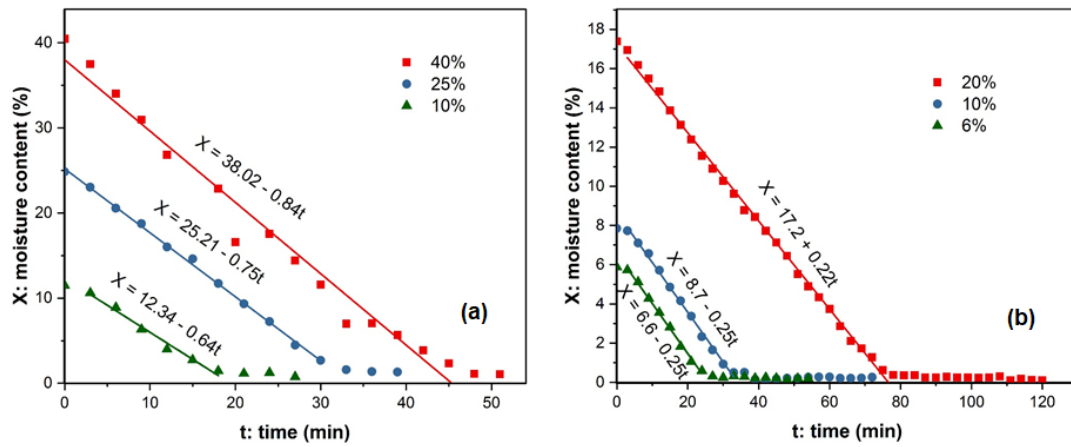 X: moisture content (%)
40
30
20
10
0
40%
25%
10%
X = 38.02 - 0.84t
X = 25.21 - 0.75t
X = 12.34 - 0.64t
(a)
0 10 20 30 40 50
t: time (min)
X: moisture content (%)
18
16
14
12
10
8
6
4
2
0
20%
10%
6%
X = 17.2 + 0.22t
X = 8.7 - 0.25t
X = 6.6 - 0.25t
(b)
0 20 40 60 80 100 120
t: time (min)